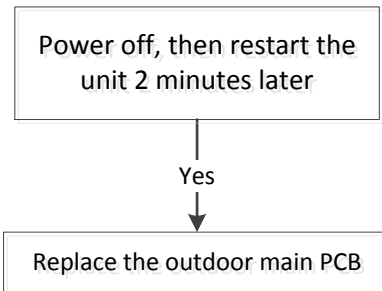 Power off, then restart the
unit 2 minutes later
Yes
Replace the outdoor main PCB